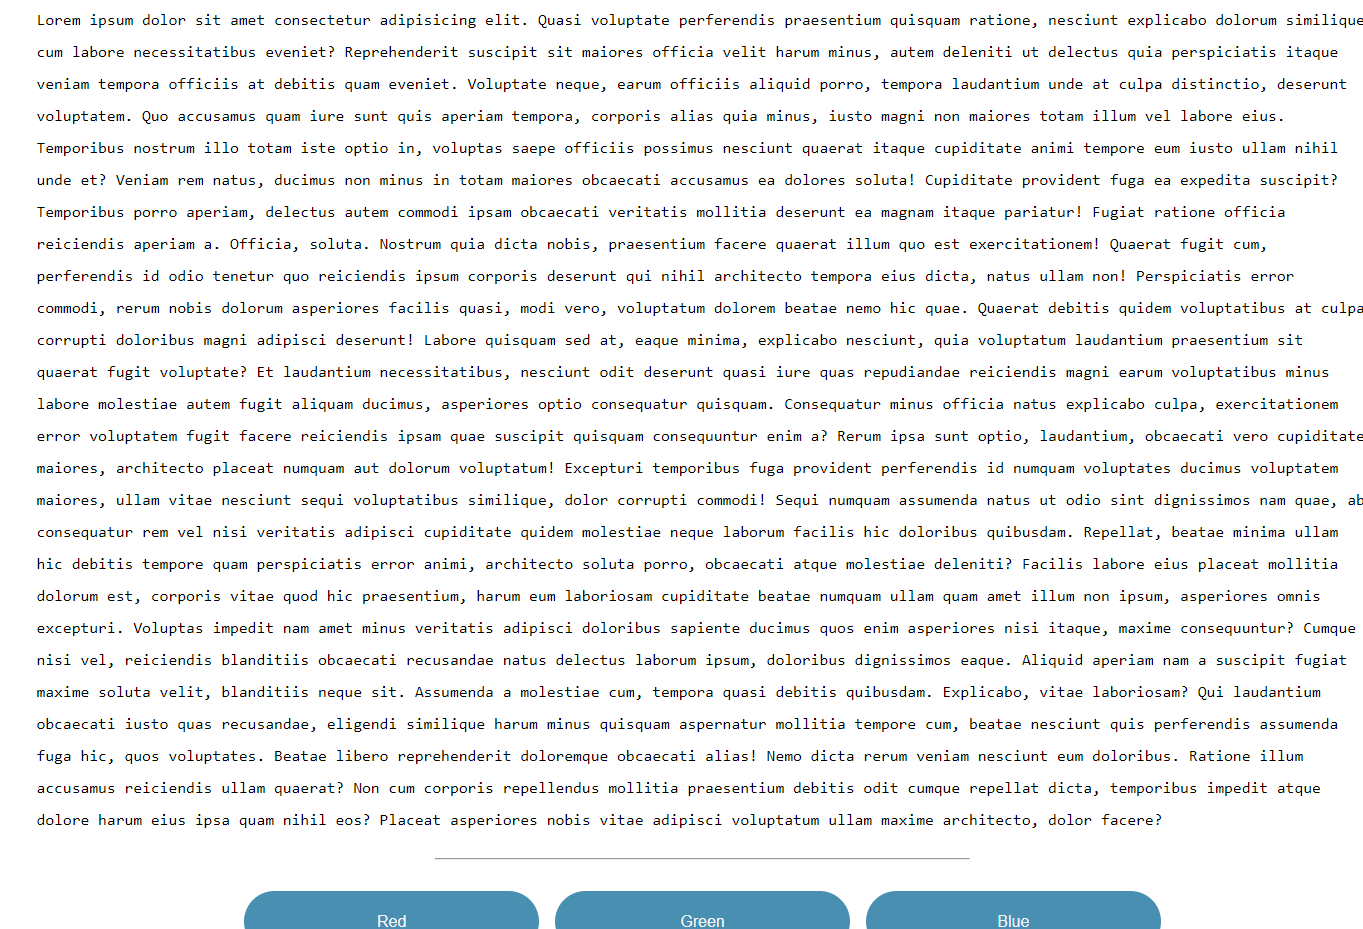 Lorem ipsum dolor sit amet consectetur adipisicing elit. Quasi voluptate perferendis praesentium quisquam ratione, nesciunt explicabo dolorum similique
cum labore necessitatibus eveniet? Reprehenderit suscipit sit maiores officia velit harum minus, autem deleniti ut delectus quia perspiciatis itaque
veniam tempora officiis at debitis quam eveniet. Voluptate neque, earum officiis aliquid porro, tempora laudantium unde at culpa distinctio, deserunt
voluptatem. Quo accusamus quam iure sunt quis aperiam tempora, corporis alias quia minus, iusto magni non maiores totam illum vel labore eius.
Temporibus nostrum illo totam iste optio in, voluptas saepe officiis possimus nesciunt quaerat itaque cupiditate animi tempore eum iusto ullam nihil
unde et? Veniam rem natus, ducimus non minus in totam maiores obcaecati accusamus ea dolores soluta! Cupiditate provident fuga ea expedita suscipit?
Temporibus porro aperiam, delectus autem commodi ipsam obcaecati veritatis mollitia deserunt ea magnam itaque pariatur! Fugiat ratione officia
reiciendis aperiam a. Officia, soluta. Nostrum quia dicta nobis, praesentium facere quaerat illum quo est exercitationem! Quaerat fugit cum,
perferendis id odio tenetur quo reiciendis ipsum corporis deserunt qui nihil architecto tempora eius dicta, natus ullam non! Perspiciatis error
commodi, rerum nobis dolorum asperiores facilis quasi, modi vero, voluptatum dolorem beatae nemo hic quae. Quaerat debitis quidem voluptatibus at culpa
corrupti doloribus magni adipisci deserunt! Labore quisquam sed at, eaque minima, explicabo nesciunt, quia voluptatum laudantium praesentium sit
quaerat fugit voluptate? Et laudantium necessitatibus, nesciunt odit deserunt quasi iure quas repudiandae reiciendis magni earum voluptatibus minus
labore molestiae autem fugit aliquam ducimus, asperiores optio consequatur quisquam. Consequatur minus officia natus explicabo culpa, exercitationem
error voluptatem fugit facere reiciendis ipsam quae suscipit quisquam consequuntur enim a? Rerum ipsa sunt optio, laudantium, obcaecati vero cupiditate
maiores, architecto placeat numquam aut dolorum voluptatum! Excepturi temporibus fuga provident perferendis id numquam voluptates ducimus voluptatem
maiores, ullam vitae nesciunt sequi voluptatibus similique, dolor corrupti commodi! Sequi numquam assumenda natus ut odio sint dignissimos nam quae, ab
consequatur rem vel nisi veritatis adipisci cupiditate quidem molestiae neque laborum facilis hic doloribus quibusdam. Repellat, beatae minima ullam
hic debitis tempore quam perspiciatis error animi, architecto soluta porro, obcaecati atque molestiae deleniti? Facilis labore eius placeat mollitia
dolorum est, corporis vitae quod hic praesentium, harum eum laboriosam cupiditate beatae numquam ullam quam amet illum non ipsum, asperiores omnis
excepturi. Voluptas impedit nam amet minus veritatis adipisci doloribus sapiente ducimus quos enim asperiores nisi itaque, maxime consequuntur? Cumque
nisi vel, reiciendis blanditiis obcaecati recusandae natus delectus laborum ipsum, doloribus dignissimos eaque. Aliquid aperiam nam a suscipit fugiat
maxime soluta velit, blanditiis neque sit. Assumenda a molestiae cum, tempora quasi debitis quibusdam. Explicabo, vitae laboriosam? Qui laudantium
obcaecati iusto quas recusandae, eligendi similique harum minus quisquam aspernatur mollitia tempore cum, beatae nesciunt quis perferendis assumenda
fuga hic, quos voluptates. Beatae libero reprehenderit doloremque obcaecati alias! Nemo dicta rerum veniam nesciunt eum doloribus. Ratione illum
accusamus reiciendis ullam quaerat? Non cum corporis repellendus mollitia praesentium debitis odit cumque repellat dicta, temporibus impedit atque
dolore harum eius ipsa quam nihil eos? Placeat asperiores nobis vitae adipisci voluptatum ullam maxime architecto, dolor facere?
Red Green Blue